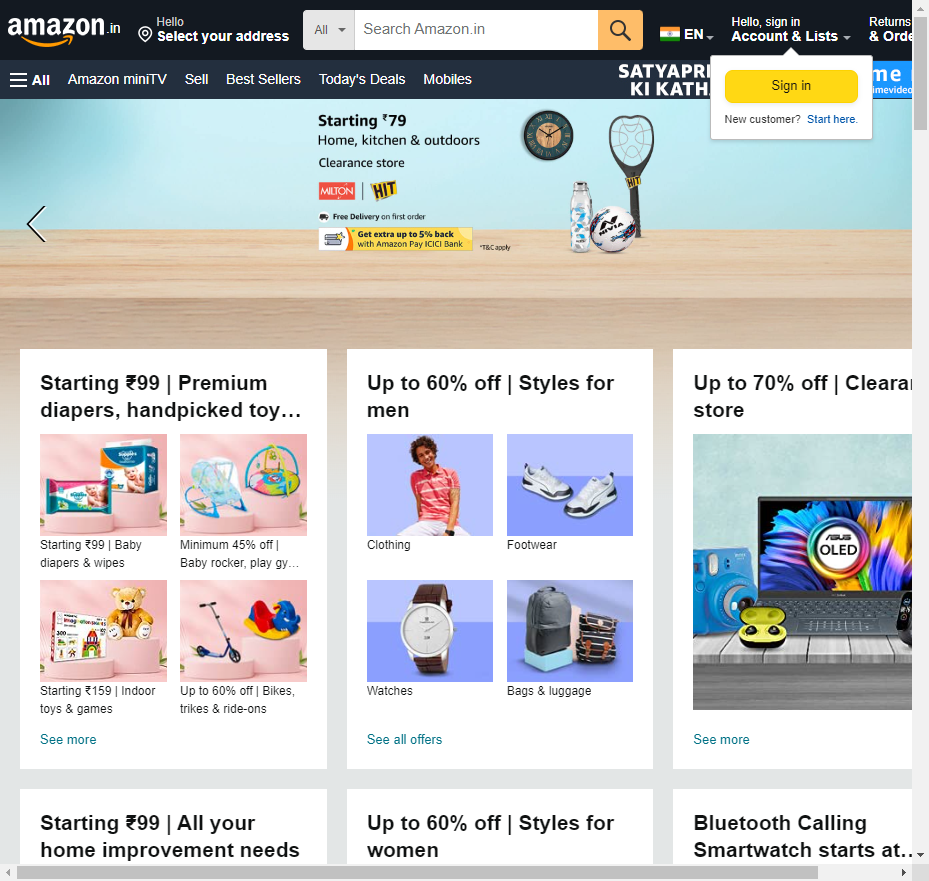 amazon.in
Hello
Select your address
All
Search Amazon.in
EN
Hello, sign in
Account & Lists
Returns
& Orde
All
Amazon miniTV
Sell
Best Sellers
Today's Deals
Mobiles
SATYAPRI
KI KATHA
me
imevideo
Sign in
New customer? Start here.
Starting ₹79
Home, kitchen & outdoors
Clearance store
MILTON
HIT
Free Delivery on first order
Get extra up to 5% back
with Amazon Pay ICICI Bank
*T&C apply
HIT
NIVIA
Starting ₹99 | Premium
diapers, handpicked toy…
Starting ₹99 | Baby
diapers & wipes
Minimum 45% off |
Baby rocker, play gy…
300
Starting ₹159 | Indoor
toys & games
Up to 60% off | Bikes,
trikes & ride-ons
See more
Up to 60% off | Styles for
men
Clothing
Footwear
Watches
Bags & luggage
See all offers
Up to 70% off | Clearan
store
ASUS
OLED
See more
Starting ₹99 | All your
home improvement needs
Up to 60% off | Styles for
women
Bluetooth Calling
Smartwatch starts at…